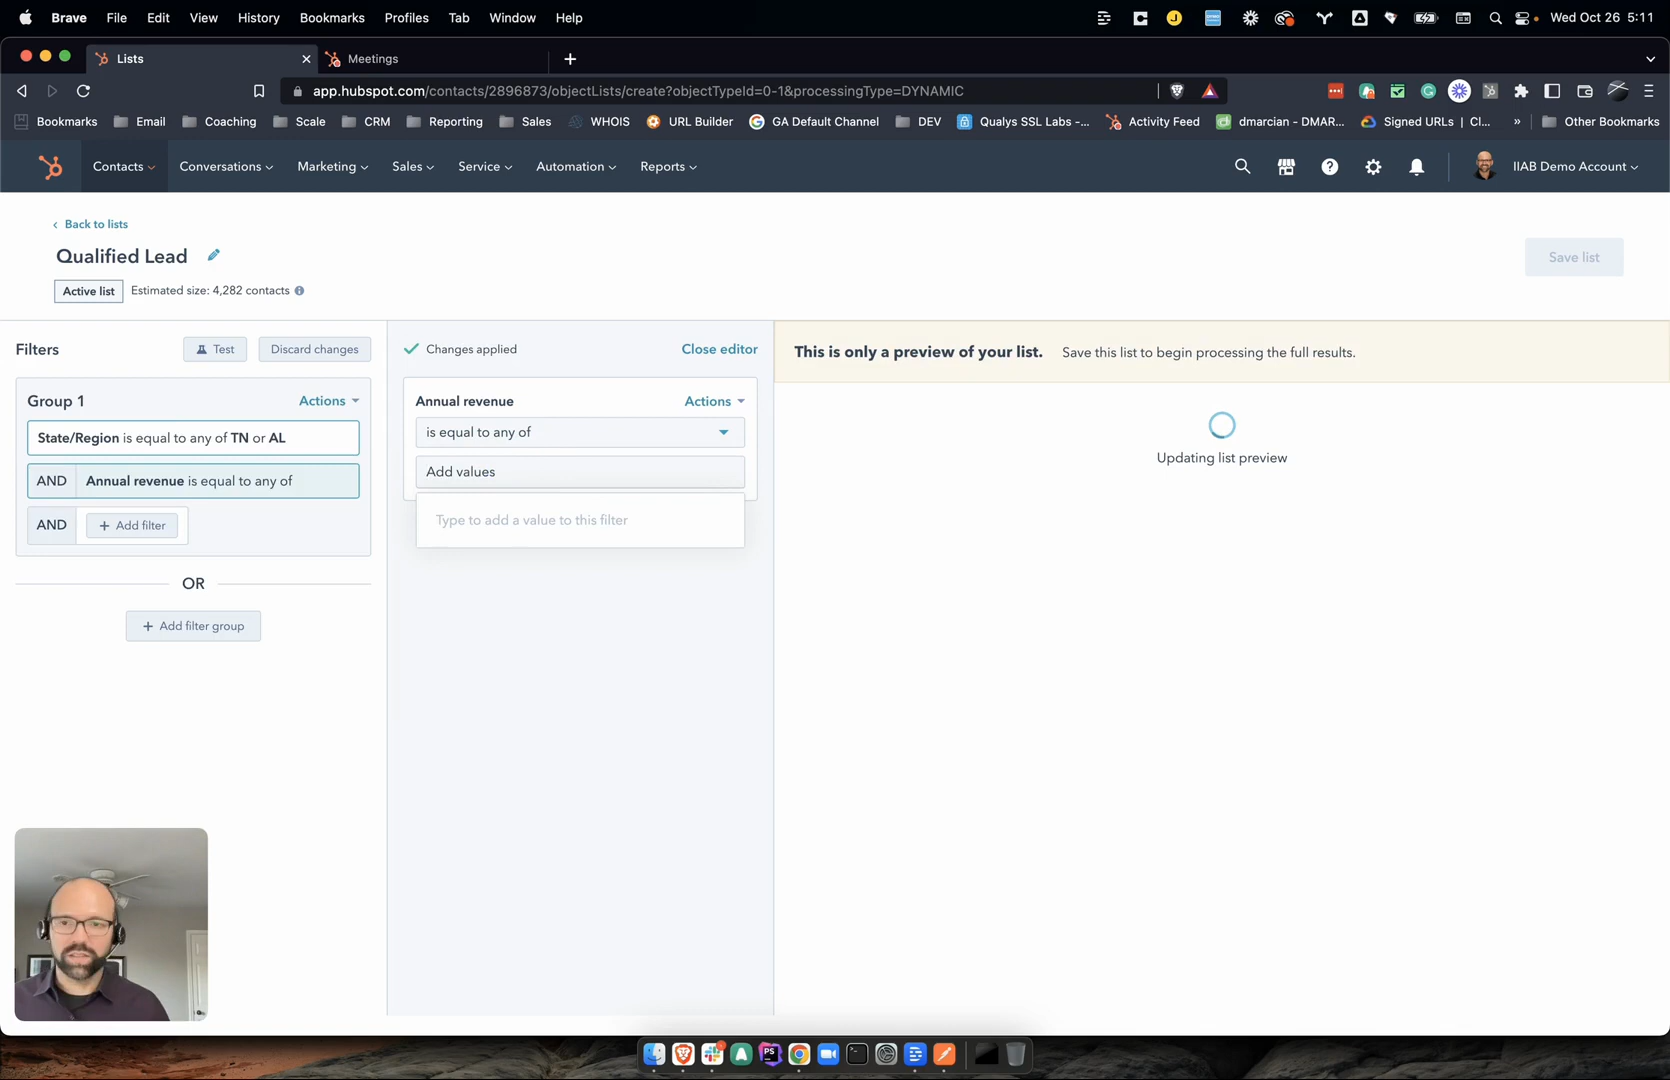 Brave File Edit View History Bookmarks Profiles Tab Window Help Wed Oct 26 5:11
Lists
Meetings
app.hubspot.com/contacts/2896873/objectLists/create?objectTypeId=0-1&processingType=DYNAMIC
Bookmarks Email Coaching Scale CRM Reporting Sales WHOIS URL Builder GA Default Channel DEV Qualys SSL Labs -... Activity Feed dmarcian - DMAR... Signed URLs | Cl... » Other Bookmarks
Contacts Conversations Marketing Sales Service Automation Reports IIAB Demo Account
Back to lists
Qualified Lead
Save list
Active list Estimated size: 4,282 contacts
Filters Test Discard changes
Changes applied Close editor
This is only a preview of your list. Save this list to begin processing the full results.
Group 1 Actions
State/Region is equal to any of TN or AL
AND Annual revenue is equal to any of
AND + Add filter
OR
+ Add filter group
Annual revenue Actions
is equal to any of
Add values
Type to add a value to this filter
Updating list preview